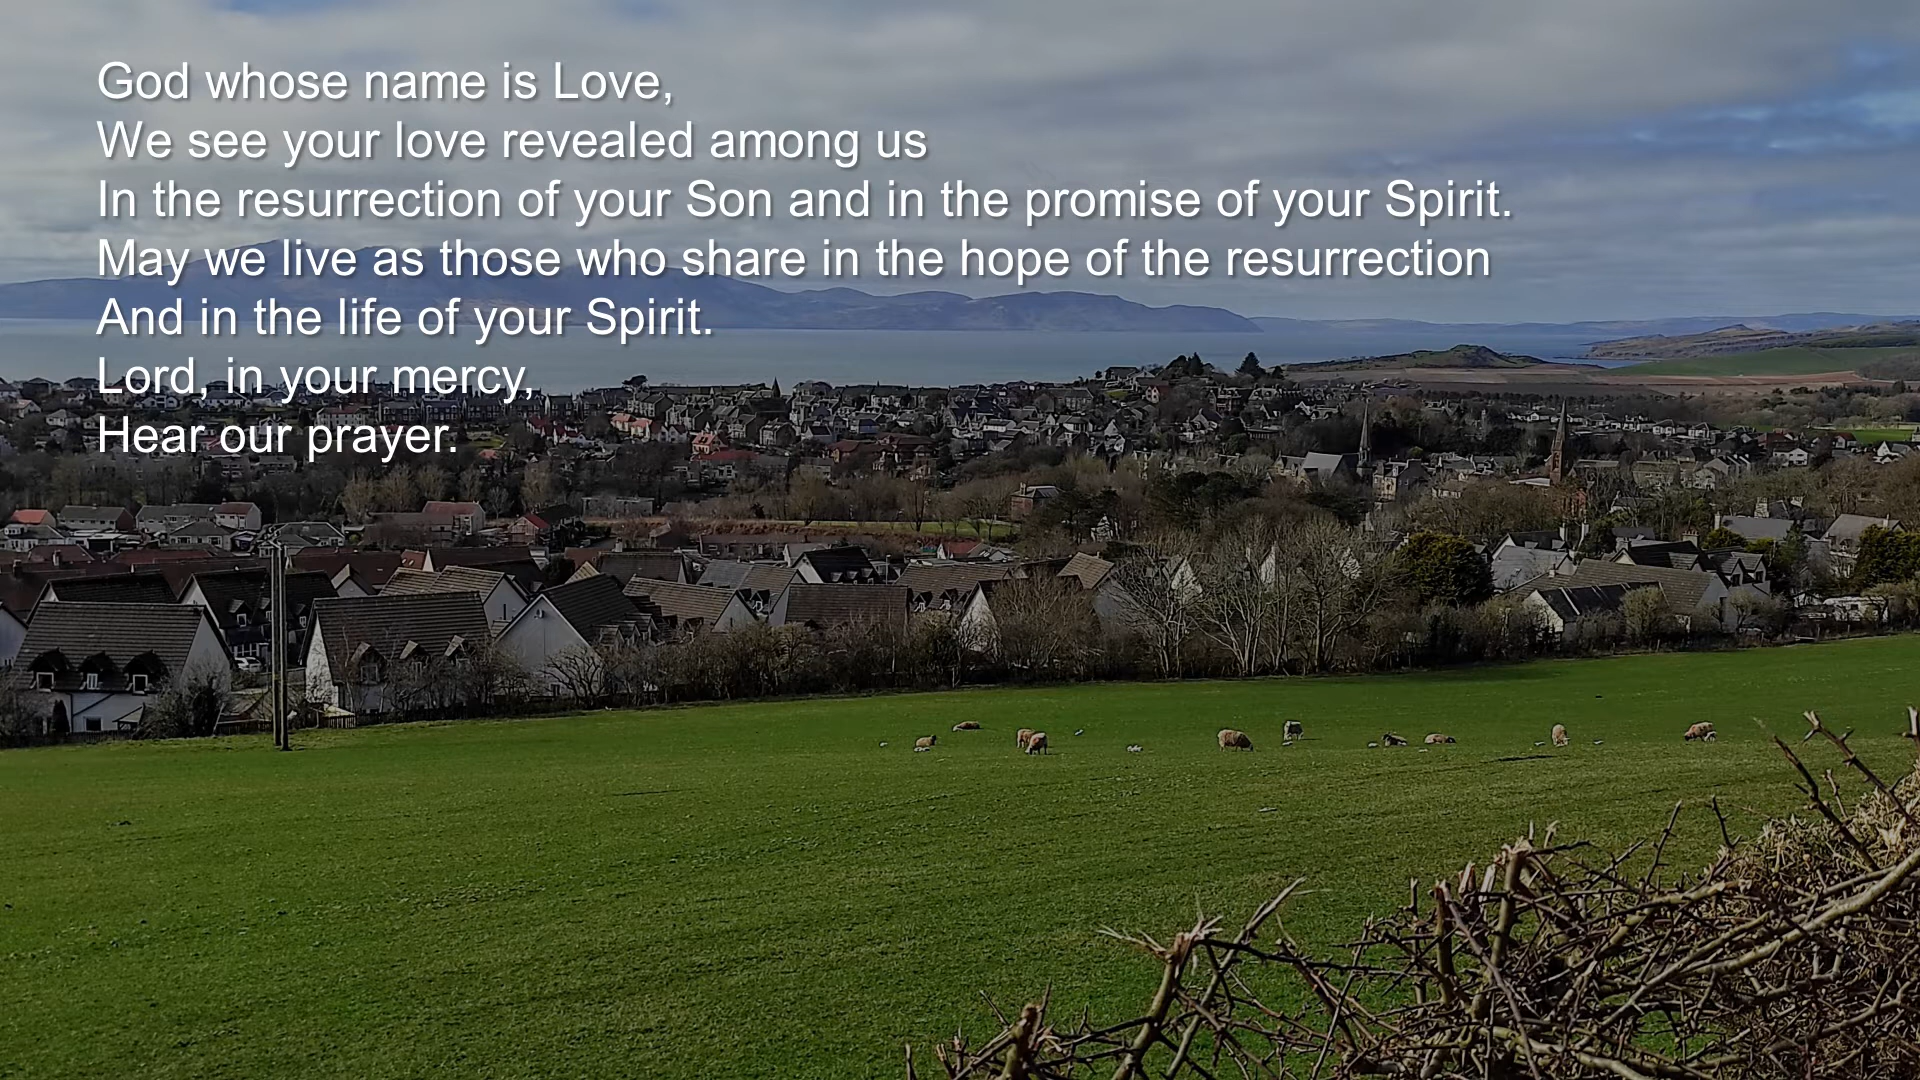 God whose name is Love,
We see your love revealed among us
In the resurrection of your Son and in the promise of your Spirit.
May we live as those who share in the hope of the resurrection
And in the life of your Spirit.
Lord, in your mercy,
Hear our prayer.